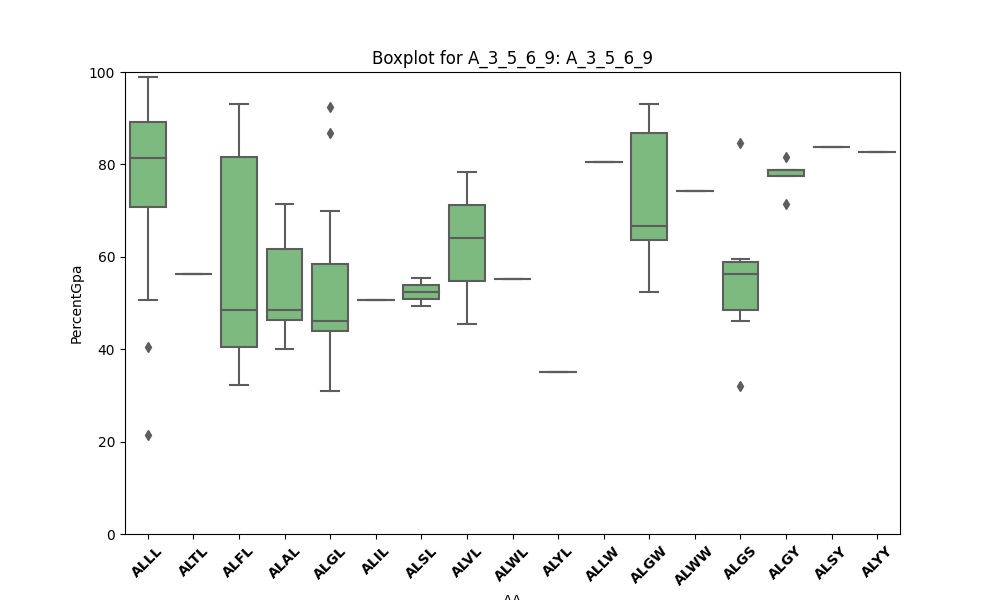 Boxplot for A_3_5_6_9: A_3_5_6_9
PercentGpa
100
80
60
40
20
0
ALLL ALTL ALFL ALAL ALGL ALIL ALSL ALVL ALWL ALYL ALLW ALGW ALWW ALGS ALGY ALSY ALYY
AA